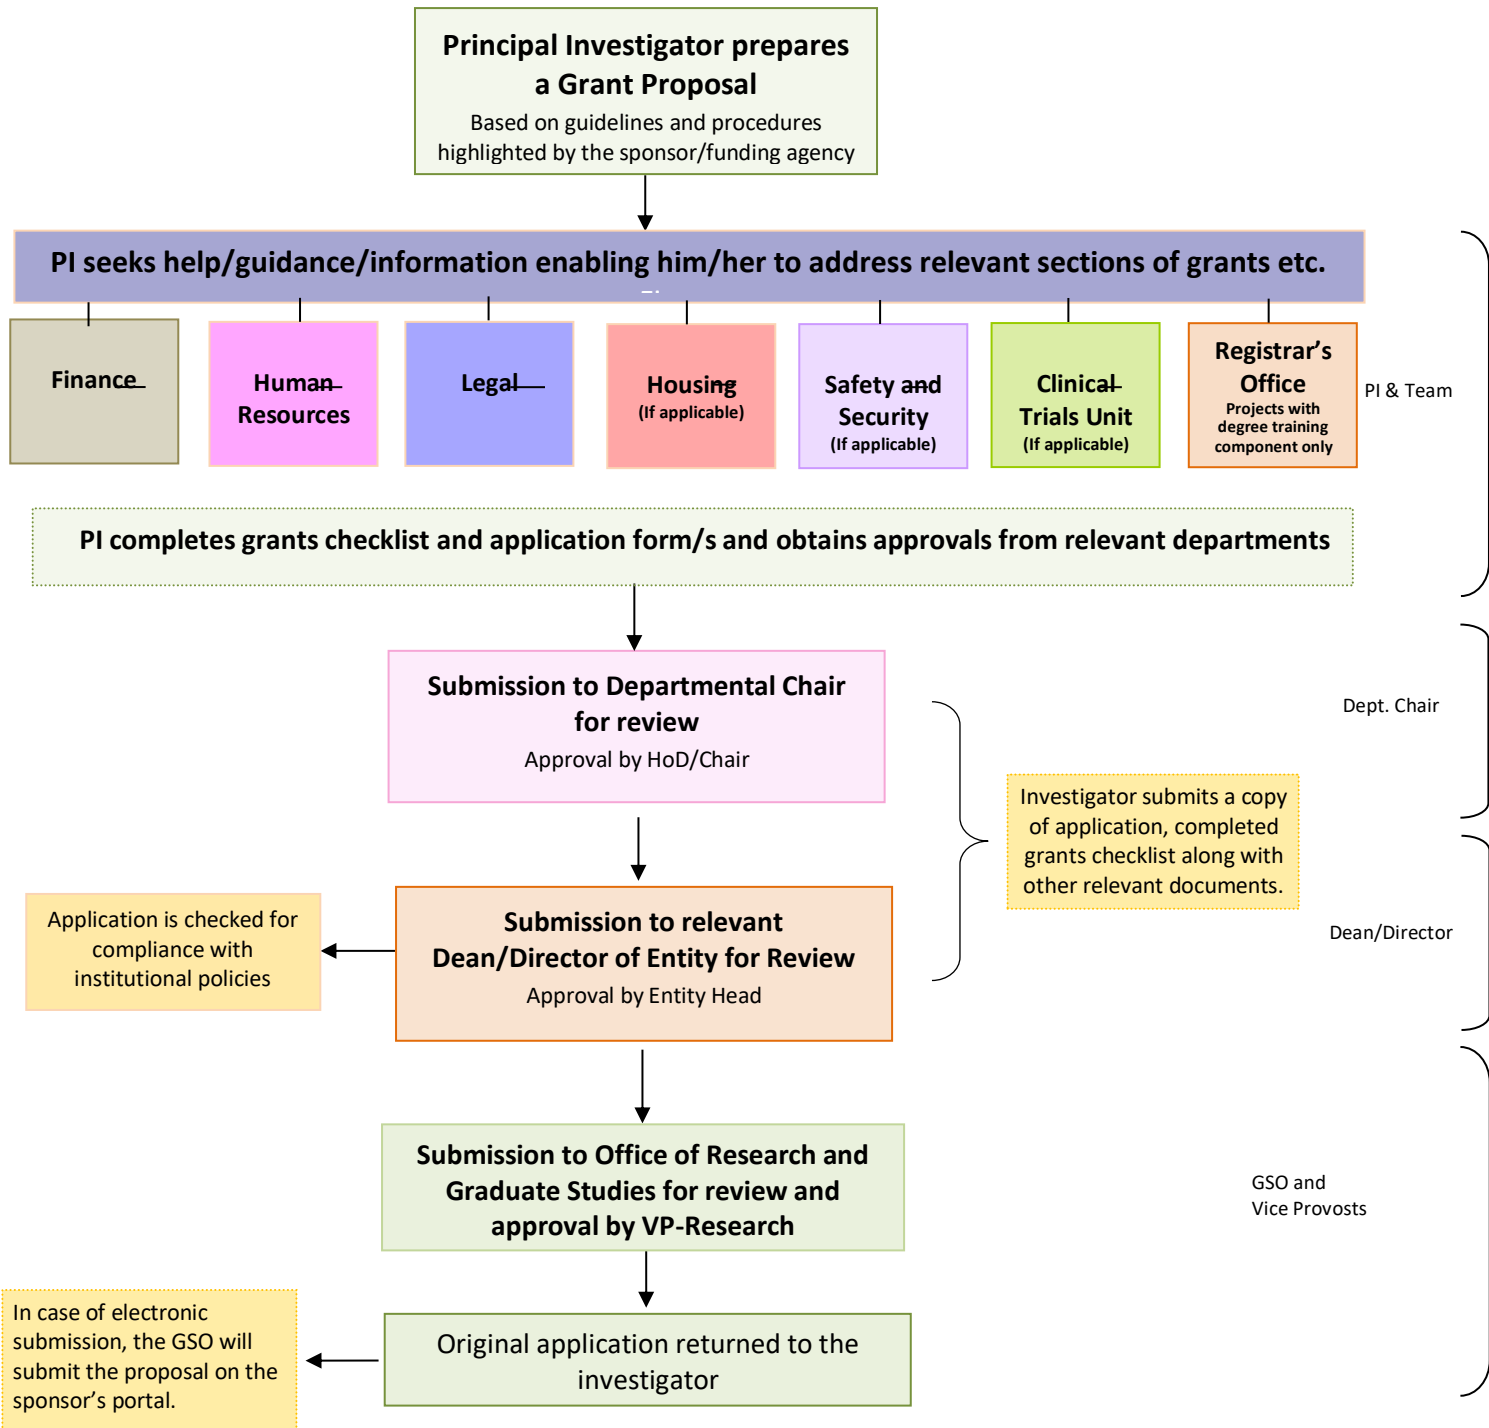 Principal Investigator prepares
a Grant Proposal
Based on guidelines and procedures
highlighted by the sponsor/funding agency
PI seeks help/guidance/information enabling him/her to address relevant sections of grants etc.
Finance
Human
Resources
Legal
Housing
(If applicable)
Safety and
Security
(If applicable)
Clinical
Trials Unit
(If applicable)
Registrar’s
Office
Projects with
degree training
component only
PI & Team
PI completes grants checklist and application form/s and obtains approvals from relevant departments
Submission to Departmental Chair
for review
Approval by HoD/Chair
Dept. Chair
Investigator submits a copy
of application, completed
grants checklist along with
other relevant documents.
Application is checked for
compliance with
institutional policies
Submission to relevant
Dean/Director of Entity for Review
Approval by Entity Head
Dean/Director
Submission to Office of Research and
Graduate Studies for review and
approval by VP-Research
GSO and
Vice Provosts
In case of electronic
submission, the GSO will
submit the proposal on the
sponsor’s portal.
Original application returned to the
investigator